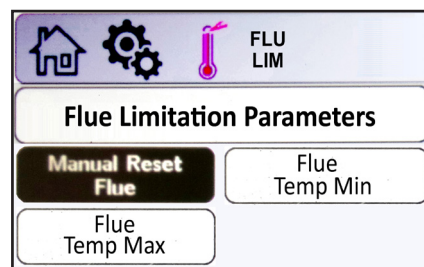 FLU
LIM
Flue Limitation Parameters
Manual Reset
Flue
Flue
Temp Min
Flue
Temp Max